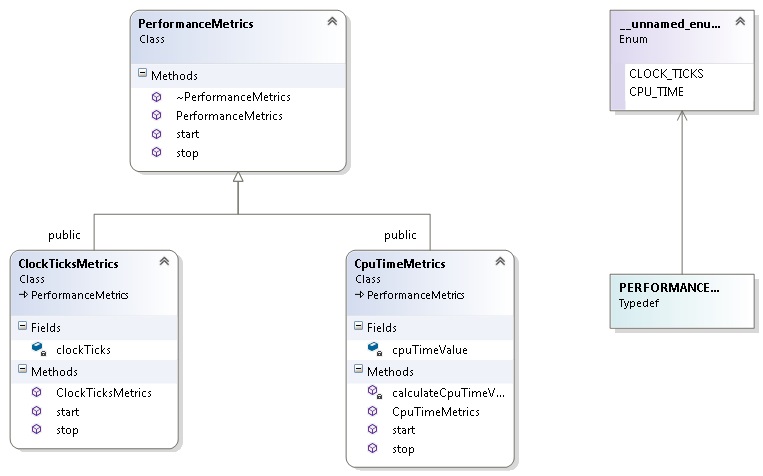 PerformanceMetrics
Class
Methods
~PerformanceMetrics
PerformanceMetrics
start
stop
__unnamed_enu...
Enum
CLOCK_TICKS
CPU_TIME
public
public
ClockTicksMetrics
Class
PerformanceMetrics
Fields
clockTicks
Methods
ClockTicksMetrics
start
stop
CpuTimeMetrics
Class
PerformanceMetrics
Fields
cpuTimeValue
Methods
calculateCpuTimeV...
CpuTimeMetrics
start
stop
PERFORMANCE...
Typedef